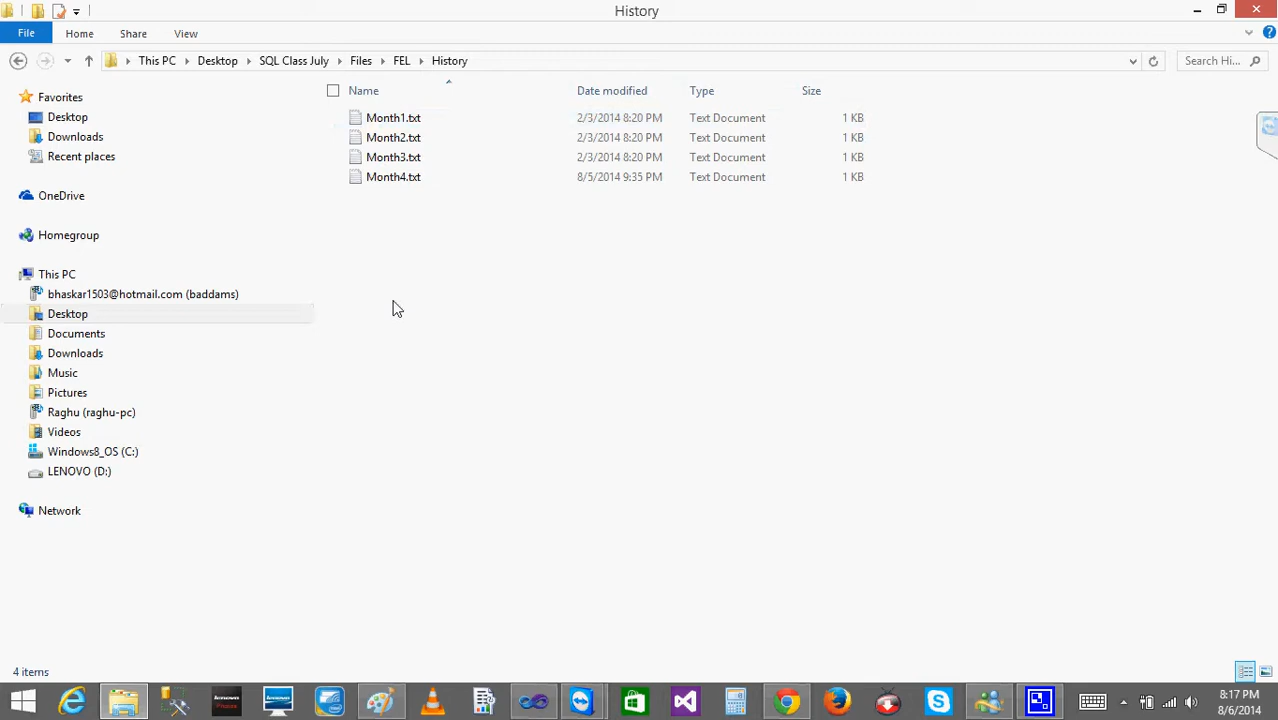 History
File Home Share View
This PC Desktop SQL Class July Files FEL History Search Hi...
Name Date modified Type Size
Month1.txt 2/3/2014 8:20 PM Text Document 1 KB
Month2.txt 2/3/2014 8:20 PM Text Document 1 KB
Month3.txt 2/3/2014 8:20 PM Text Document 1 KB
Month4.txt 8/5/2014 9:35 PM Text Document 1 KB
Favorites
Desktop
Downloads
Recent places
OneDrive
Homegroup
This PC
bhaskar1503@hotmail.com (baddams)
Desktop
Documents
Downloads
Music
Pictures
Raghu (raghu-pc)
Videos
Windows8_OS (C:)
LENOVO (D:)
Network
4 items
8:17 PM
8/6/2014